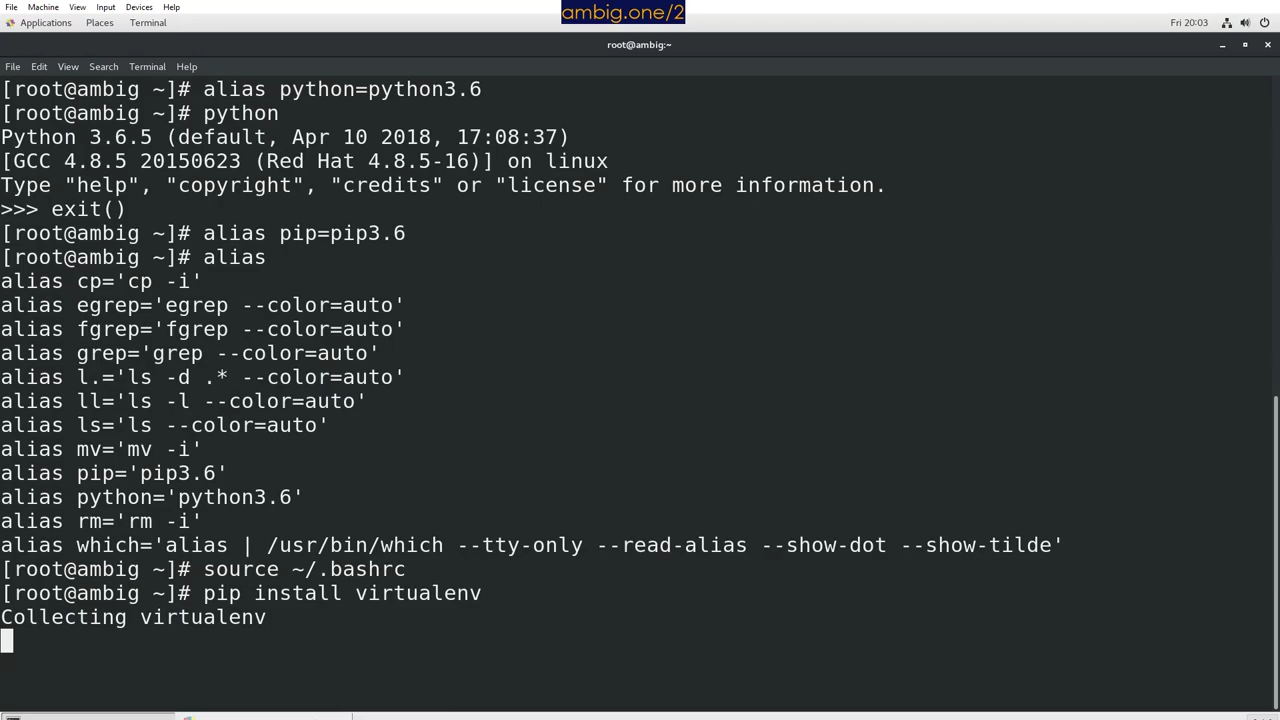 File Machine View Input Devices Help
ambig.one/2
Applications Places Terminal
Fri 20:03
root@ambig:~
File Edit View Search Terminal Help
[root@ambig ~]# alias python=python3.6
[root@ambig ~]# python
Python 3.6.5 (default, Apr 10 2018, 17:08:37)
[GCC 4.8.5 20150623 (Red Hat 4.8.5-16)] on linux
Type "help", "copyright", "credits" or "license" for more information.
>>> exit()
[root@ambig ~]# alias pip=pip3.6
[root@ambig ~]# alias
alias cp='cp -i'
alias egrep='egrep --color=auto'
alias fgrep='fgrep --color=auto'
alias grep='grep --color=auto'
alias l.='ls -d .* --color=auto'
alias ll='ls -l --color=auto'
alias ls='ls --color=auto'
alias mv='mv -i'
alias pip='pip3.6'
alias python='python3.6'
alias rm='rm -i'
alias which='alias | /usr/bin/which --tty-only --read-alias --show-dot --show-tilde'
[root@ambig ~]# source ~/.bashrc
[root@ambig ~]# pip install virtualenv
Collecting virtualenv